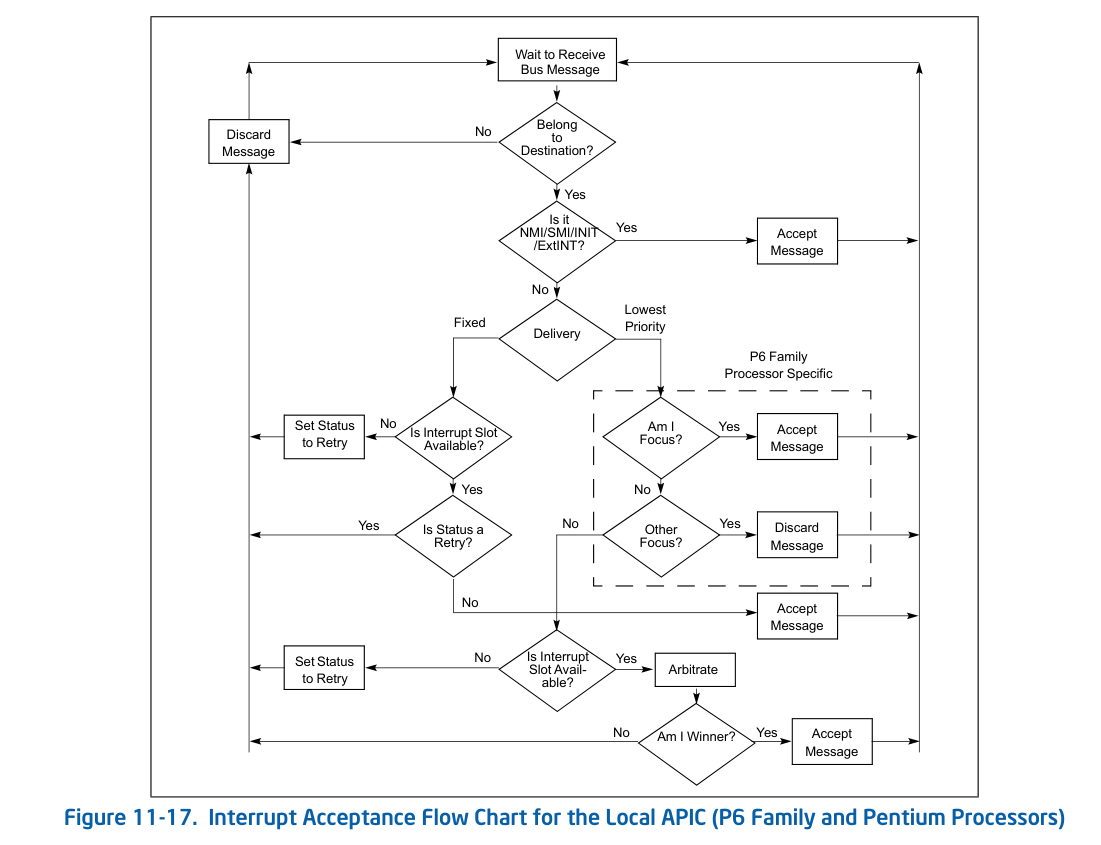 Wait to Receive
Bus Message
Belong
to
Destination?
No
Discard
Message
Yes
Is it
NMI/SMI/INIT
/ExtINT?
Yes
Accept
Message
No
Delivery
Fixed
Lowest
Priority
P6 Family
Processor Specific
Set Status
to Retry
No
Is Interrupt Slot
Available?
Am I
Focus?
Yes
Accept
Message
Yes
No
Yes
Is Status a
Retry?
No
Other
Focus?
Yes
Discard
Message
No
Accept
Message
Set Status
to Retry
No
Is Interrupt
Slot Avail-
able?
Yes
Arbitrate
No
Am I Winner?
Yes
Accept
Message
Figure 11-17. Interrupt Acceptance Flow Chart for the Local APIC (P6 Family and Pentium Processors)